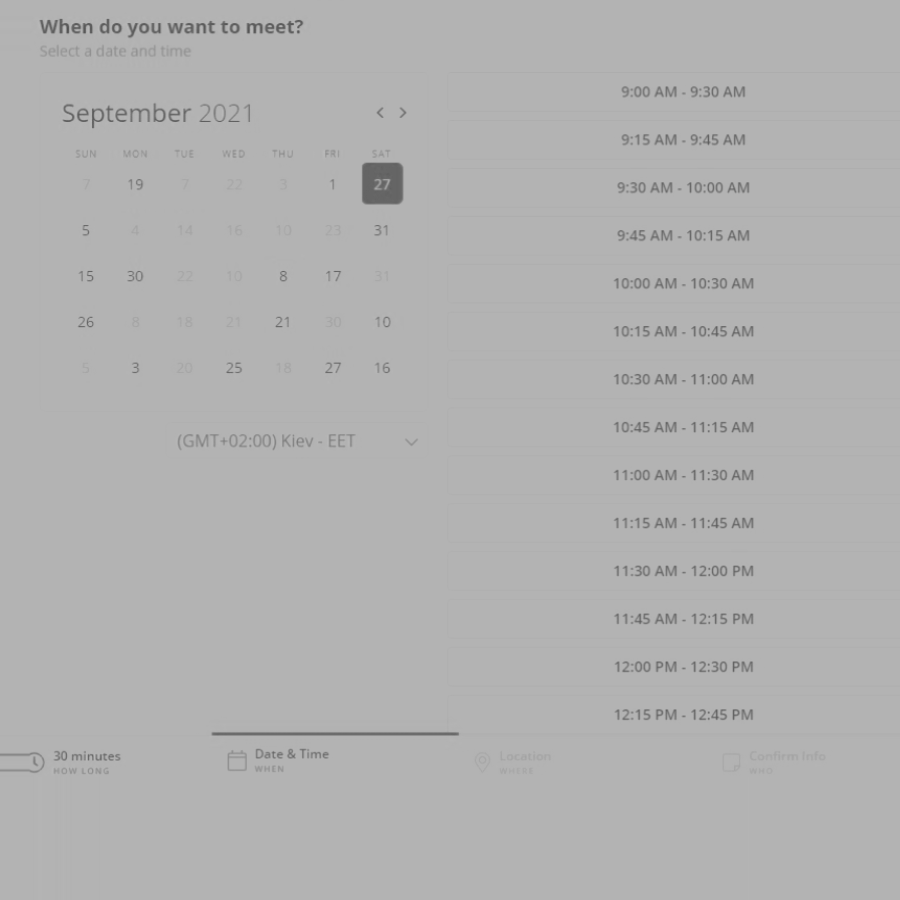 When do you want to meet?
Select a date and time
September 2021
SUN MON TUE WED THU FRI SAT
7 19 7 22 3 1 27
5 4 14 16 10 23 31
15 30 22 10 8 17 31
26 8 18 21 21 30 10
5 3 20 25 18 27 16
(GMT+02:00) Kiev - EET
9:00 AM - 9:30 AM
9:15 AM - 9:45 AM
9:30 AM - 10:00 AM
9:45 AM - 10:15 AM
10:00 AM - 10:30 AM
10:15 AM - 10:45 AM
10:30 AM - 11:00 AM
10:45 AM - 11:15 AM
11:00 AM - 11:30 AM
11:15 AM - 11:45 AM
11:30 AM - 12:00 PM
11:45 AM - 12:15 PM
12:00 PM - 12:30 PM
12:15 PM - 12:45 PM
30 minutes
HOW LONG
Date & Time
WHEN
Location
WHERE
Confirm Info
WHO